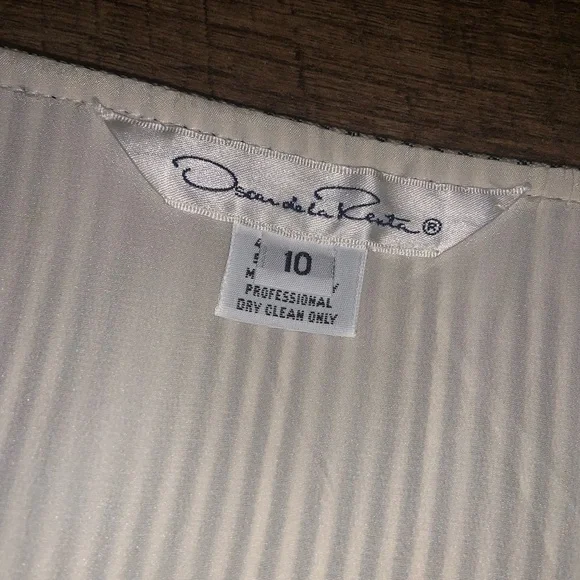 Oscar de la Renta®
10
PROFESSIONAL
DRY CLEAN ONLY